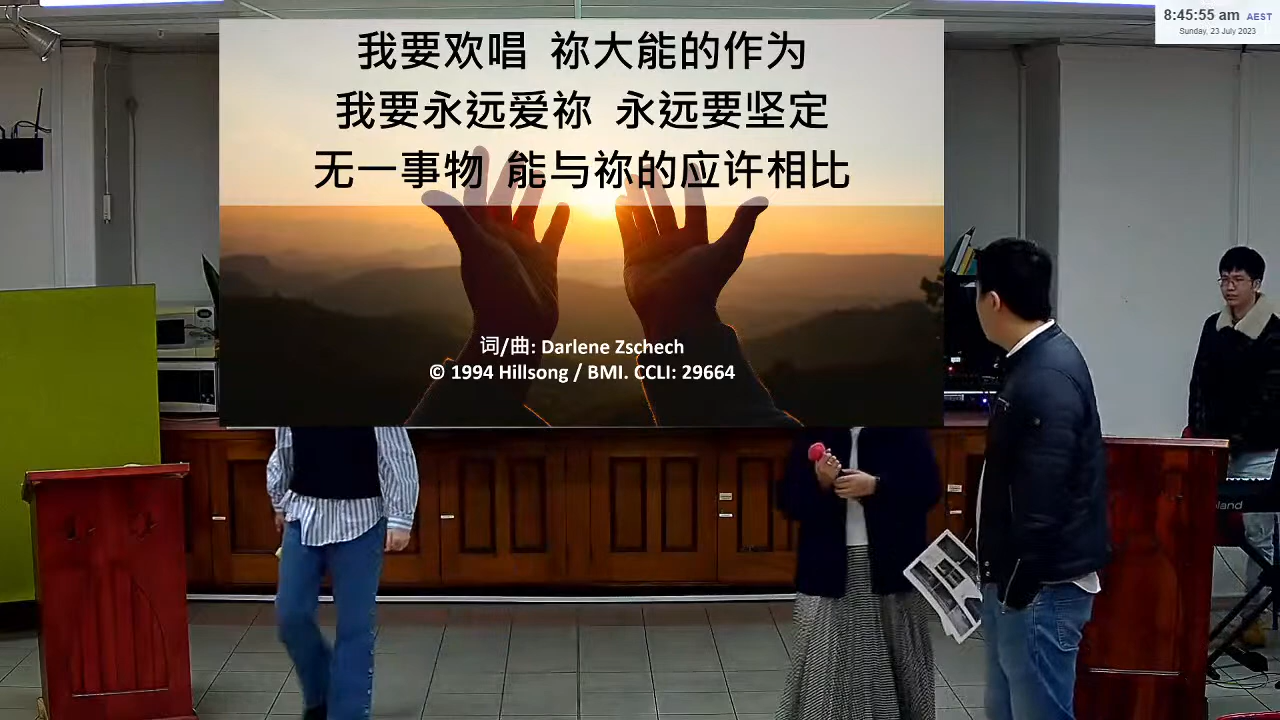 8:45:55 am AEST
Sunday, 23 July 2023
我要欢唱 祢大能的作为
我要永远爱祢 永远要坚定
无一事物 能与祢的应许相比
词/曲: Darlene Zschech
© 1994 Hillsong / BMI. CCLI: 29664